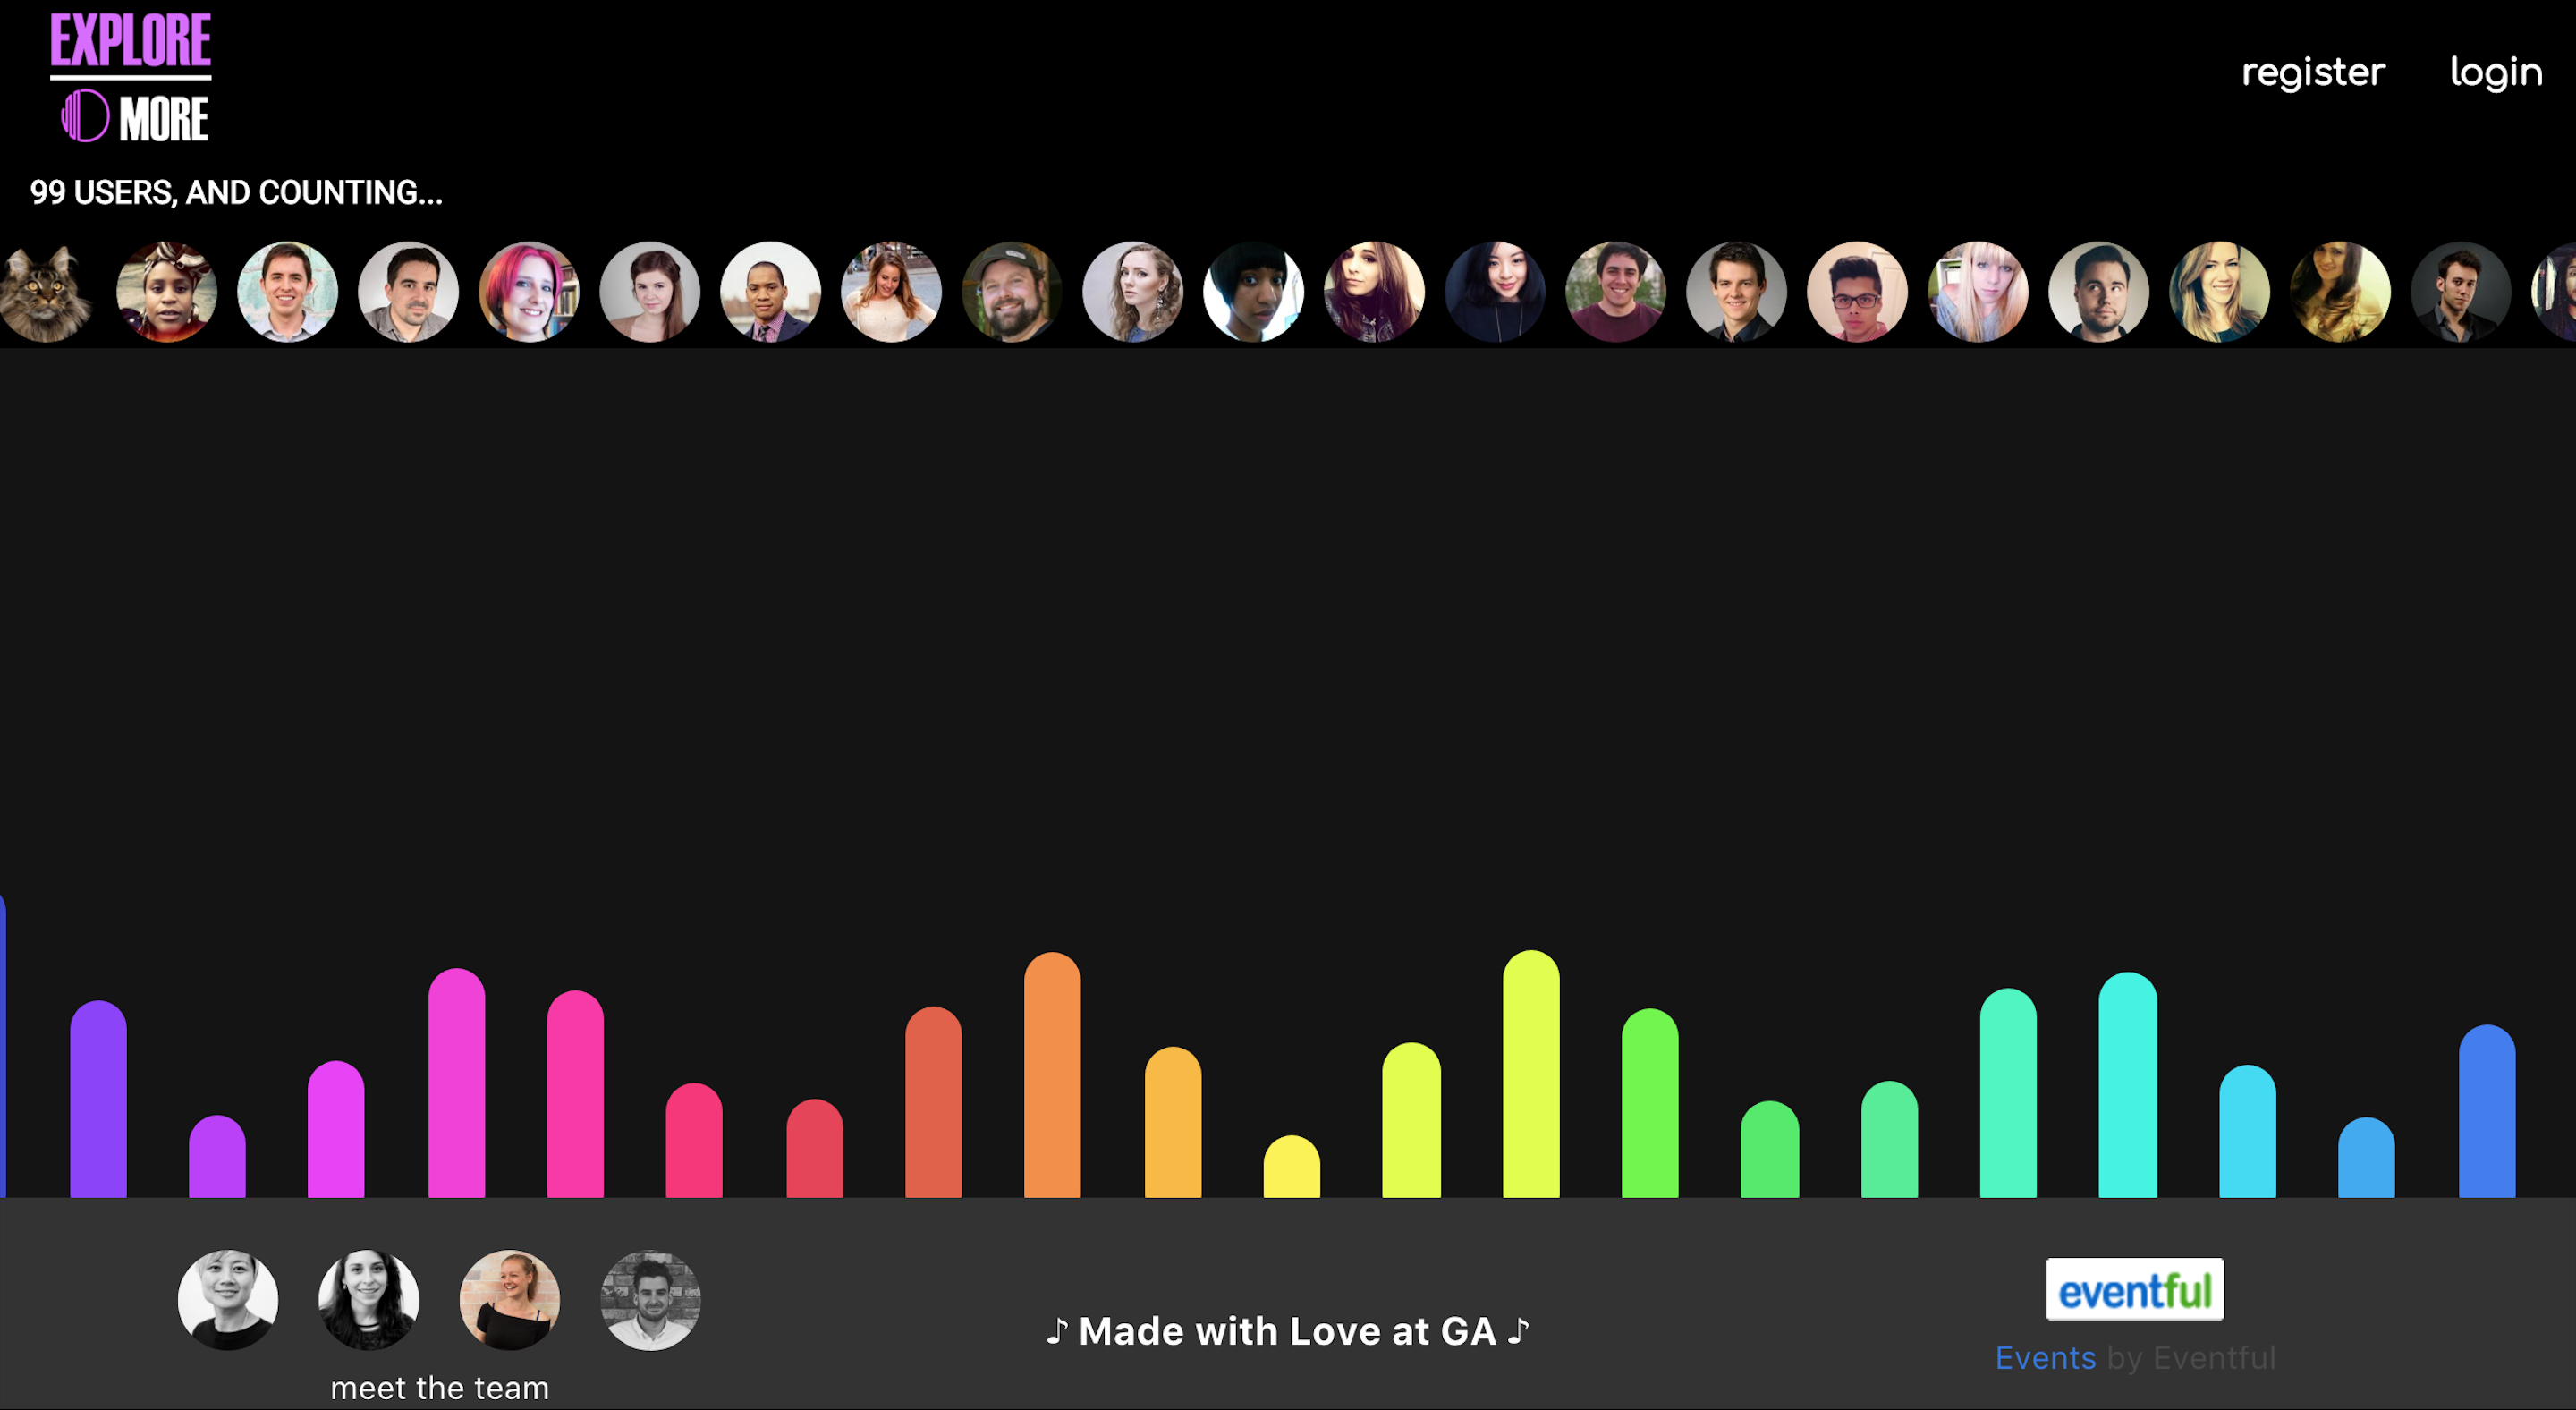 EXPLORE
MORE
register
login
99 USERS, AND COUNTING...
♪ Made with Love at GA ♪
meet the team
eventful
Events by Eventful